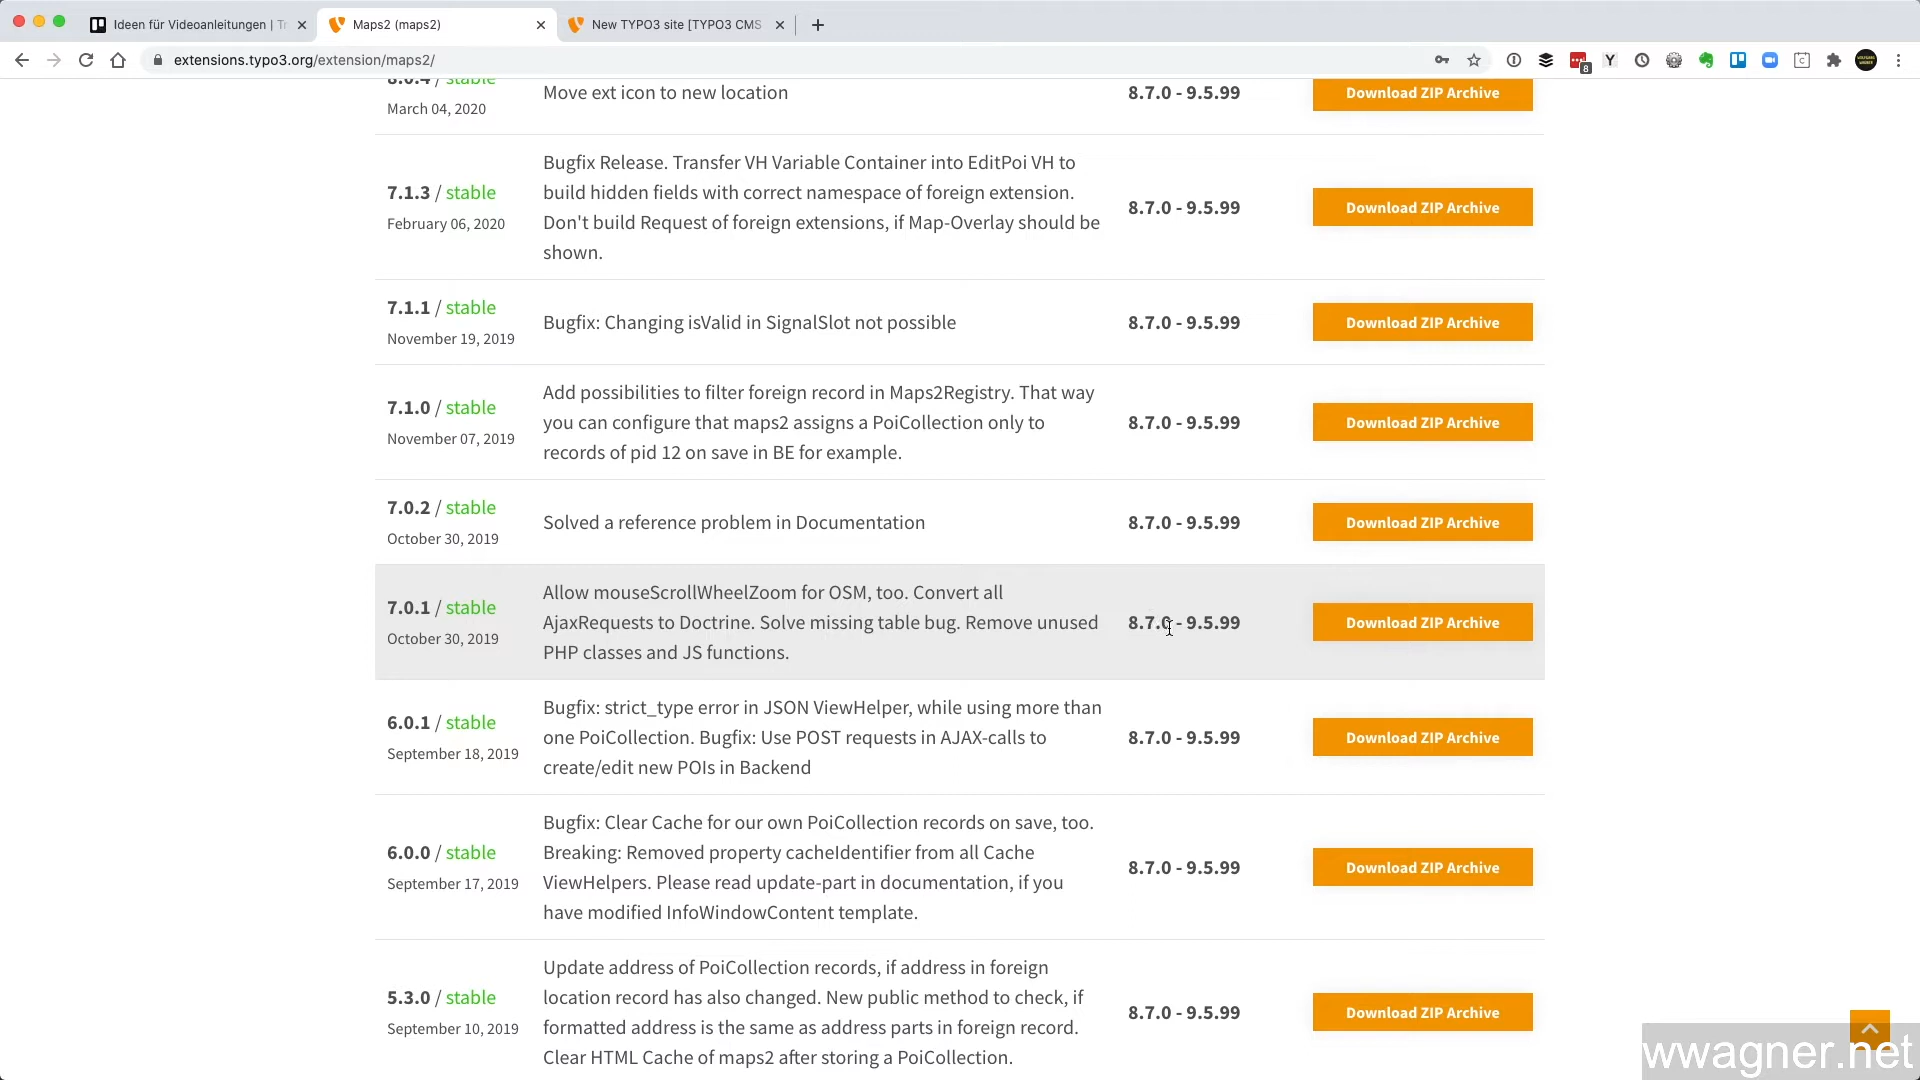 Ideen für Videoanleitungen | Tr
Maps2 (maps2)
New TYPO3 site [TYPO3 CMS
extensions.typo3.org/extension/maps2/
8
Y
C
8.0.4 / stable
March 04, 2020
Move ext icon to new location
8.7.0 - 9.5.99
Download ZIP Archive
7.1.3 / stable
February 06, 2020
Bugfix Release. Transfer VH Variable Container into EditPoi VH to
build hidden fields with correct namespace of foreign extension.
Don't build Request of foreign extensions, if Map-Overlay should be
shown.
8.7.0 - 9.5.99
Download ZIP Archive
7.1.1 / stable
November 19, 2019
Bugfix: Changing isValid in SignalSlot not possible
8.7.0 - 9.5.99
Download ZIP Archive
7.1.0 / stable
November 07, 2019
Add possibilities to filter foreign record in Maps2Registry. That way
you can configure that maps2 assigns a PoiCollection only to
records of pid 12 on save in BE for example.
8.7.0 - 9.5.99
Download ZIP Archive
7.0.2 / stable
October 30, 2019
Solved a reference problem in Documentation
8.7.0 - 9.5.99
Download ZIP Archive
7.0.1 / stable
October 30, 2019
Allow mouseScrollWheelZoom for OSM, too. Convert all
AjaxRequests to Doctrine. Solve missing table bug. Remove unused
PHP classes and JS functions.
8.7.0 - 9.5.99
Download ZIP Archive
6.0.1 / stable
September 18, 2019
Bugfix: strict_type error in JSON ViewHelper, while using more than
one PoiCollection. Bugfix: Use POST requests in AJAX-calls to
create/edit new POIs in Backend
8.7.0 - 9.5.99
Download ZIP Archive
6.0.0 / stable
September 17, 2019
Bugfix: Clear Cache for our own PoiCollection records on save, too.
Breaking: Removed property cacheIdentifier from all Cache
ViewHelpers. Please read update-part in documentation, if you
have modified InfoWindowContent template.
8.7.0 - 9.5.99
Download ZIP Archive
5.3.0 / stable
September 10, 2019
Update address of PoiCollection records, if address in foreign
location record has also changed. New public method to check, if
formatted address is the same as address parts in foreign record.
Clear HTML Cache of maps2 after storing a PoiCollection.
8.7.0 - 9.5.99
Download ZIP Archive
wwagner.net